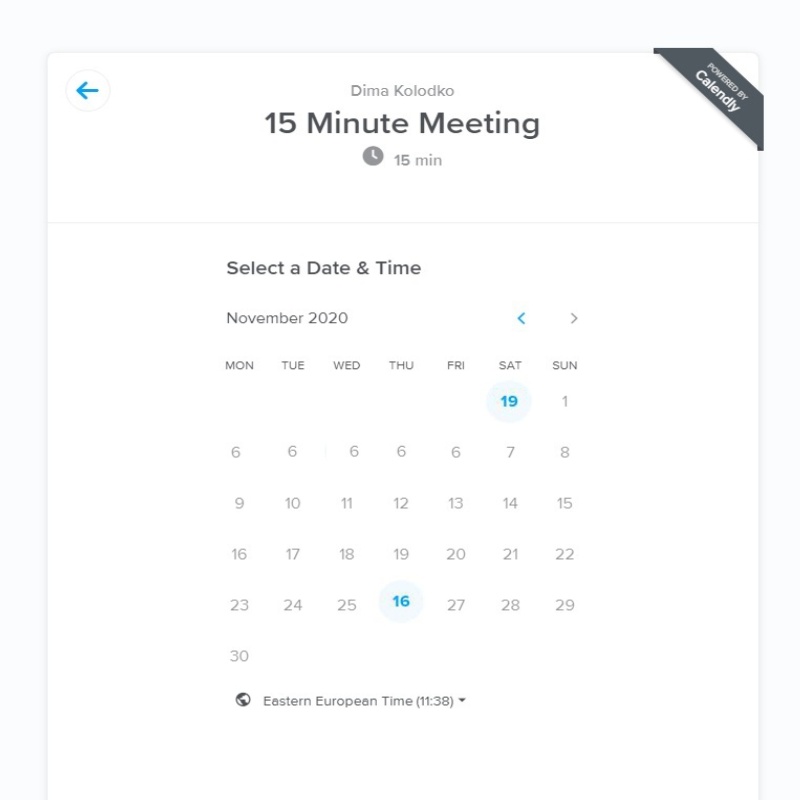 POWERED BY
Calendly
Dima Kolodko
15 Minute Meeting
15 min
Select a Date & Time
November 2020
MON TUE WED THU FRI SAT SUN
19 1
6 6 6 6 6 7 8
9 10 11 12 13 14 15
16 17 18 19 20 21 22
23 24 25 16 27 28 29
30
Eastern European Time (11:38)